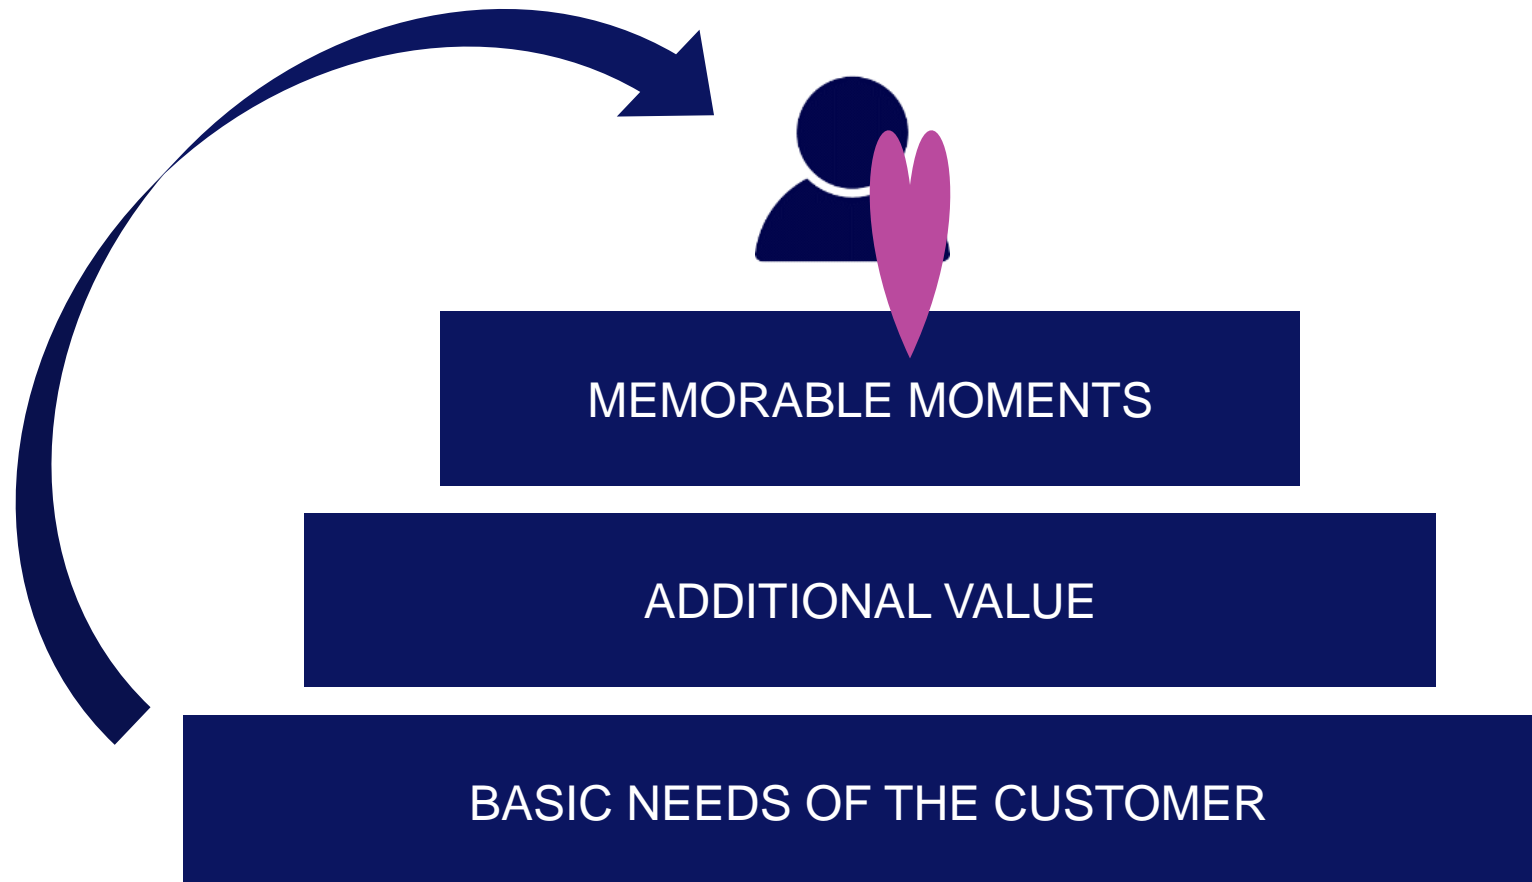 MEMORABLE MOMENTS
ADDITIONAL VALUE
BASIC NEEDS OF THE CUSTOMER